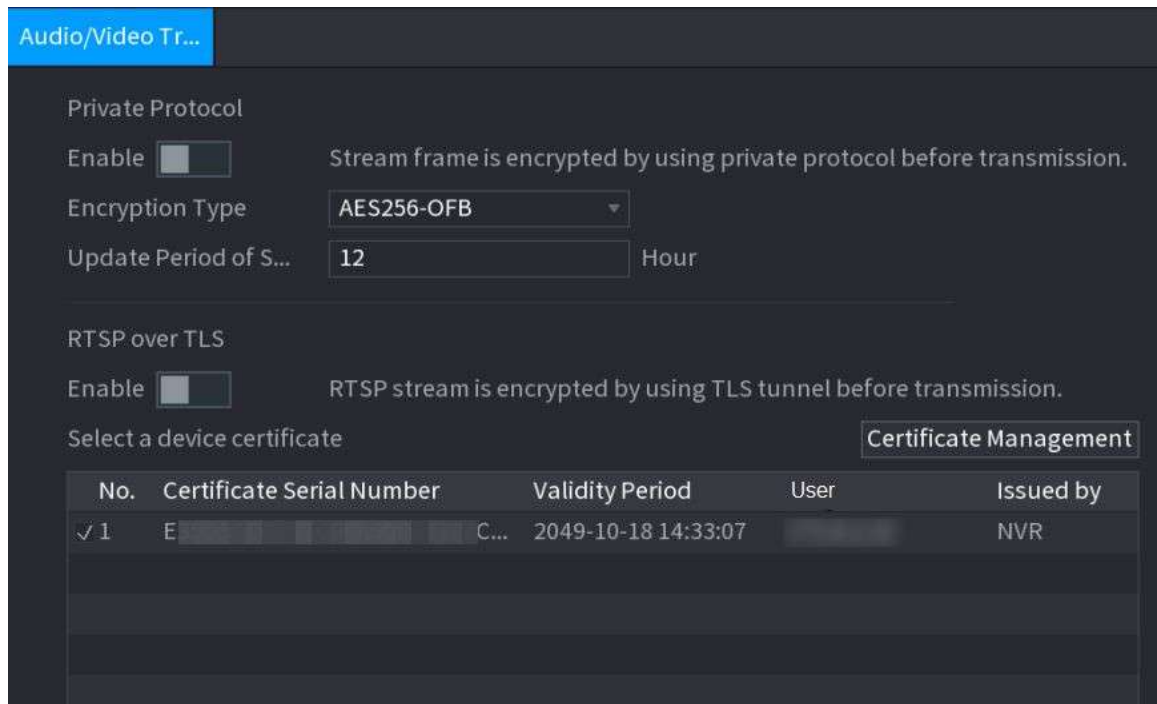 Audio/Video Tr...
Private Protocol
Enable Stream frame is encrypted by using private protocol before transmission.
Encryption Type AES256-OFB
Update Period of S... 12 Hour
RTSP over TLS
Enable RTSP stream is encrypted by using TLS tunnel before transmission.
Select a device certificate Certificate Management
No. Certificate Serial Number Validity Period User Issued by
1 2049-10-18 14:33:07 NVR